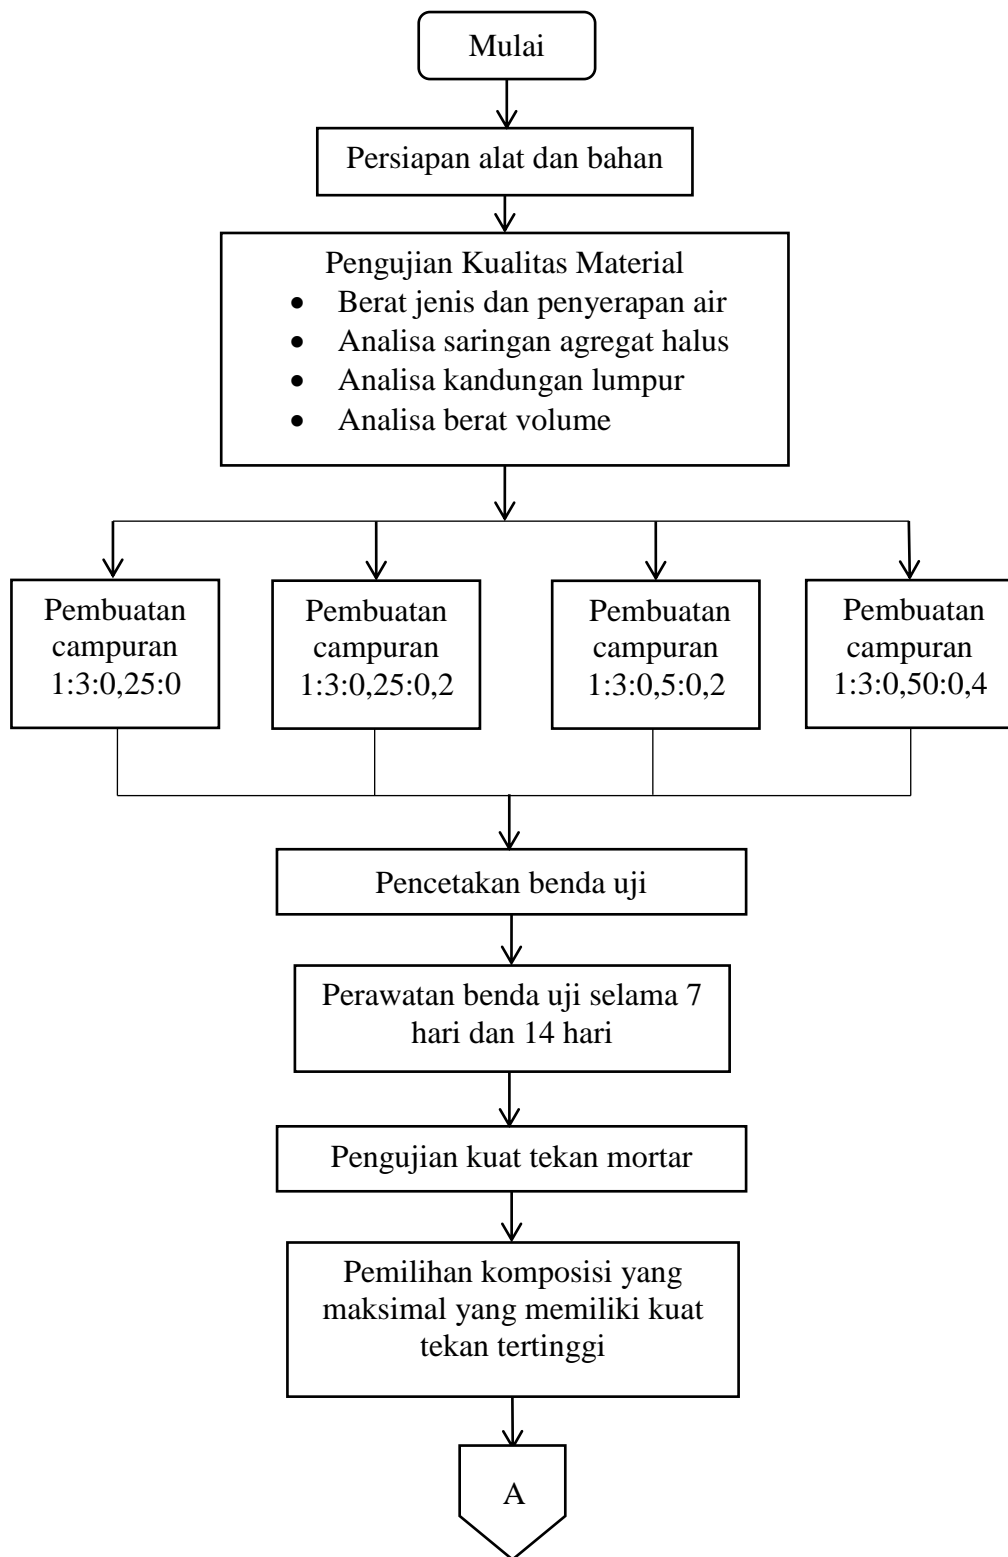 Mulai
Persiapan alat dan bahan
Pengujian Kualitas Material
• Berat jenis dan penyerapan air
• Analisa saringan agregat halus
• Analisa kandungan lumpur
• Analisa berat volume
Pembuatan
campuran
1:3:0,25:0
Pembuatan
campuran
1:3:0,25:0,2
Pembuatan
campuran
1:3:0,5:0,2
Pembuatan
campuran
1:3:0,50:0,4
Pencetakan benda uji
Perawatan benda uji selama 7
hari dan 14 hari
Pengujian kuat tekan mortar
Pemilihan komposisi yang
maksimal yang memiliki kuat
tekan tertinggi
A